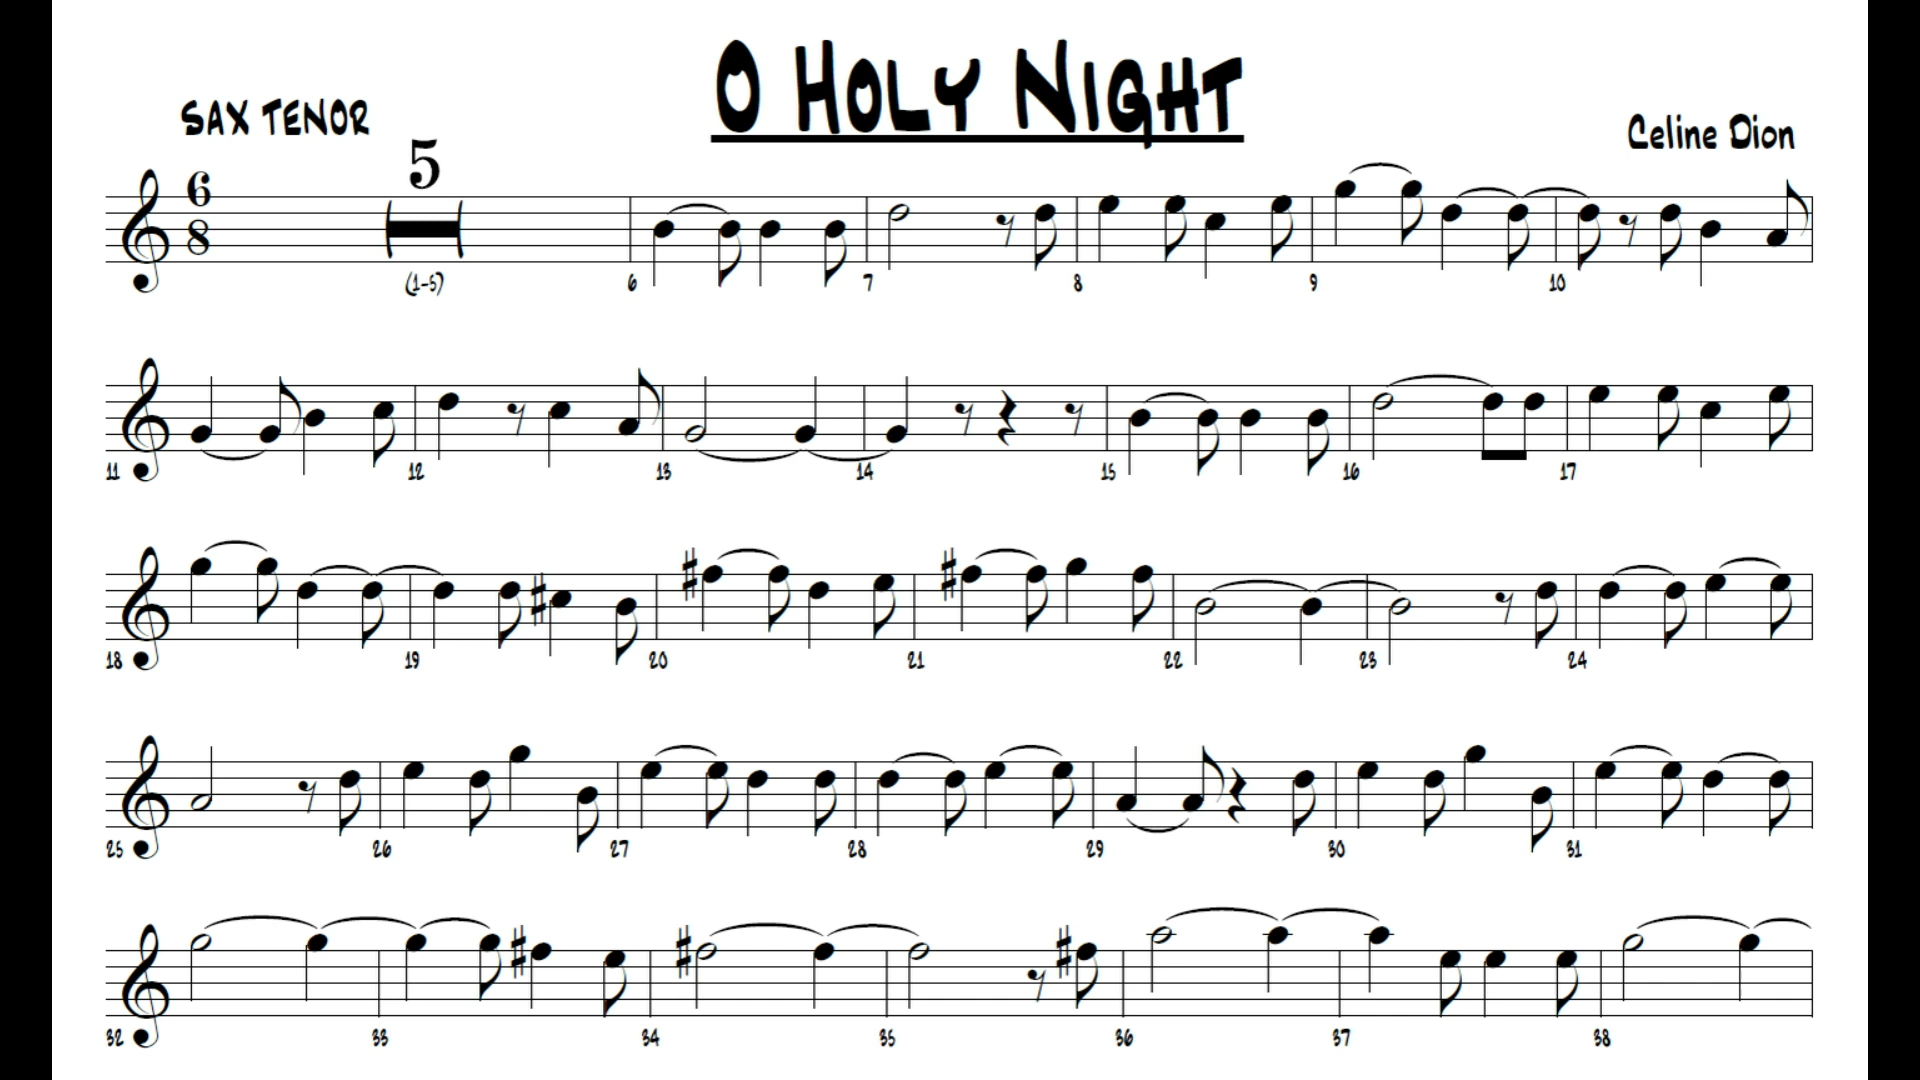 O Holy Night
SAX TENOR
Celine Dion
5
6
8
(1-5) 6 7 8 9 10
11 12 13 14 15 16 17
18 19 20 21 22 23 24
25 26 27 28 29 30 31
32 33 34 35 36 37 38